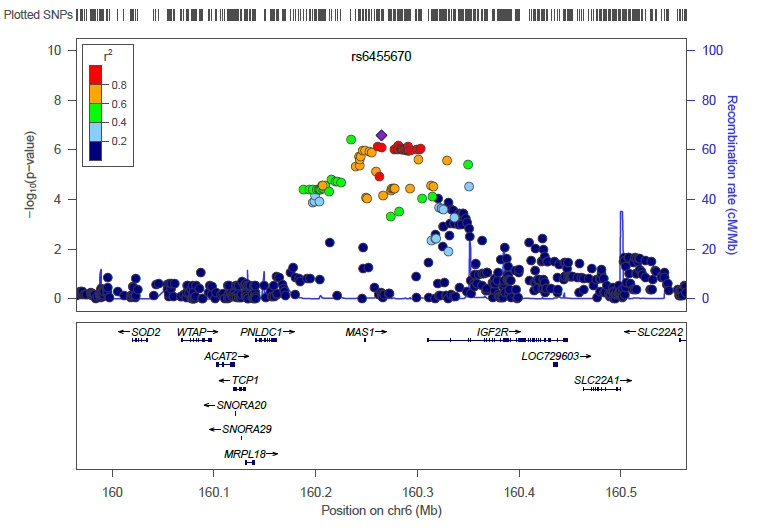 Plotted SNPs
rs6455670
r2
0.8
0.6
0.4
0.2
10
8
6
4
2
0
−log10(p−value)
100
80
60
40
20
0
Recombination rate (cM/Mb)
←SOD2
WTAP→
PNLDC1→
MAS1→
IGF2R→
←SLC22A2
ACAT2→
LOC729603→
←TCP1
SLC22A1→
←SNORA20
←SNORA29
MRPL18→
160
160.1
160.2
160.3
160.4
160.5
Position on chr6 (Mb)